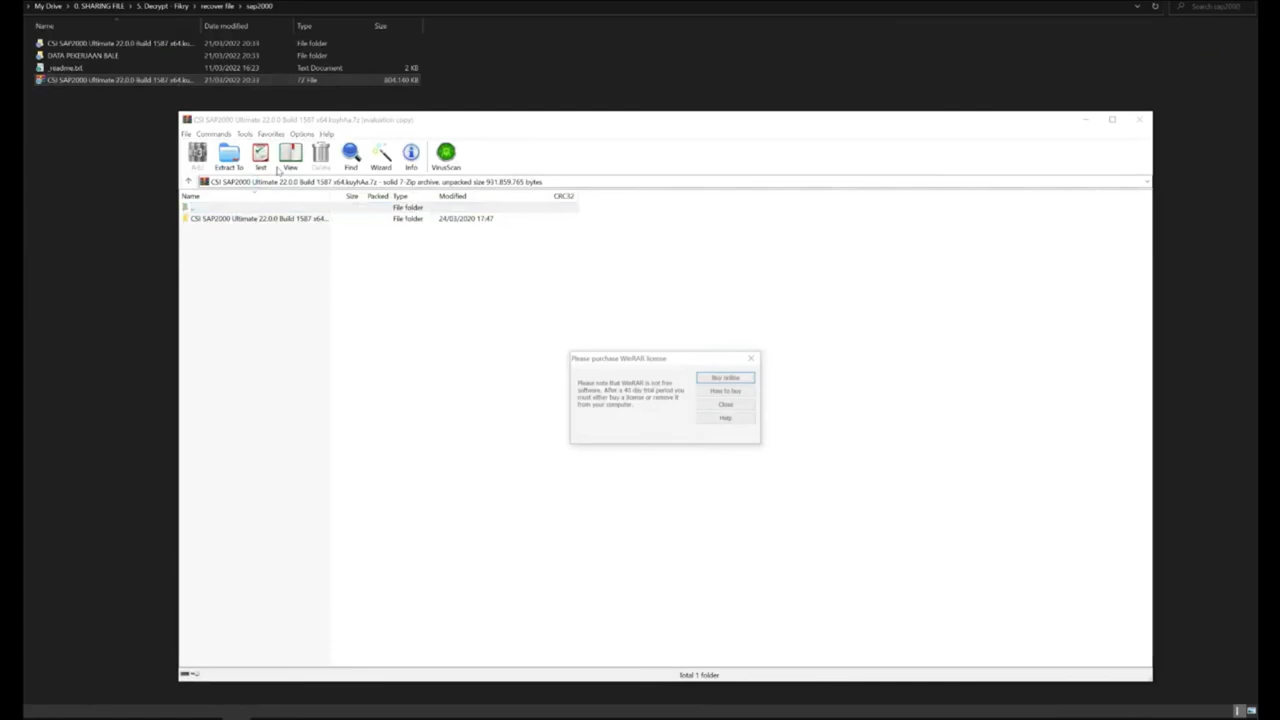 My Drive > 0. SHARING FILE > 5. Decrypt - Fikry > recover file > sap2000
Search sap2000
Name Date modified Type Size
CSI SAP2000 Ultimate 22.0.0 Build 1587 x64.ku... 21/03/2022 20:33 File folder
DATA PEKERJAAN BALE 21/03/2022 20:33 File folder
_readme.txt 11/03/2022 16:23 Text Document 2 KB
CSI SAP2000 Ultimate 22.0.0 Build 1587 x64.ku... 21/03/2022 20:33 7Z File 804.140 KB
CSI SAP2000 Ultimate 22.0.0 Build 1587 x64.kuyhAa.7z (evaluation copy)
File Commands Tools Favorites Options Help
Add Extract To Test View Delete Find Wizard Info VirusScan
CSI SAP2000 Ultimate 22.0.0 Build 1587 x64.kuyhAa.7z - solid 7-Zip archive, unpacked size 931.859.765 bytes
Name Size Packed Type Modified CRC32
.. File folder
CSI SAP2000 Ultimate 22.0.0 Build 1587 x64... File folder 24/03/2020 17:47
Please purchase WinRAR license
Please note that WinRAR is not free
software. After a 40 day trial period you
must either buy a license or remove it
from your computer.
Buy online
How to buy
Close
Help
Total 1 folder